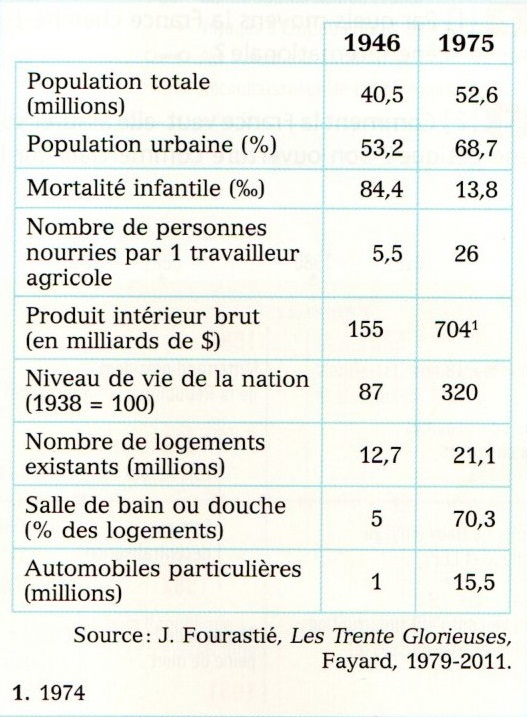 1946 1975
Population totale
(millions) 40,5 52,6
Population urbaine (%) 53,2 68,7
Mortalité infantile (‰) 84,4 13,8
Nombre de personnes
nourries par 1 travailleur
agricole 5,5 26
Produit intérieur brut
(en milliards de $) 155 704¹
Niveau de vie de la nation
(1938 = 100) 87 320
Nombre de logements
existants (millions) 12,7 21,1
Salle de bain ou douche
(% des logements) 5 70,3
Automobiles particulières
(millions) 1 15,5
Source : J. Fourastié, Les Trente Glorieuses,
Fayard, 1979-2011.
1. 1974